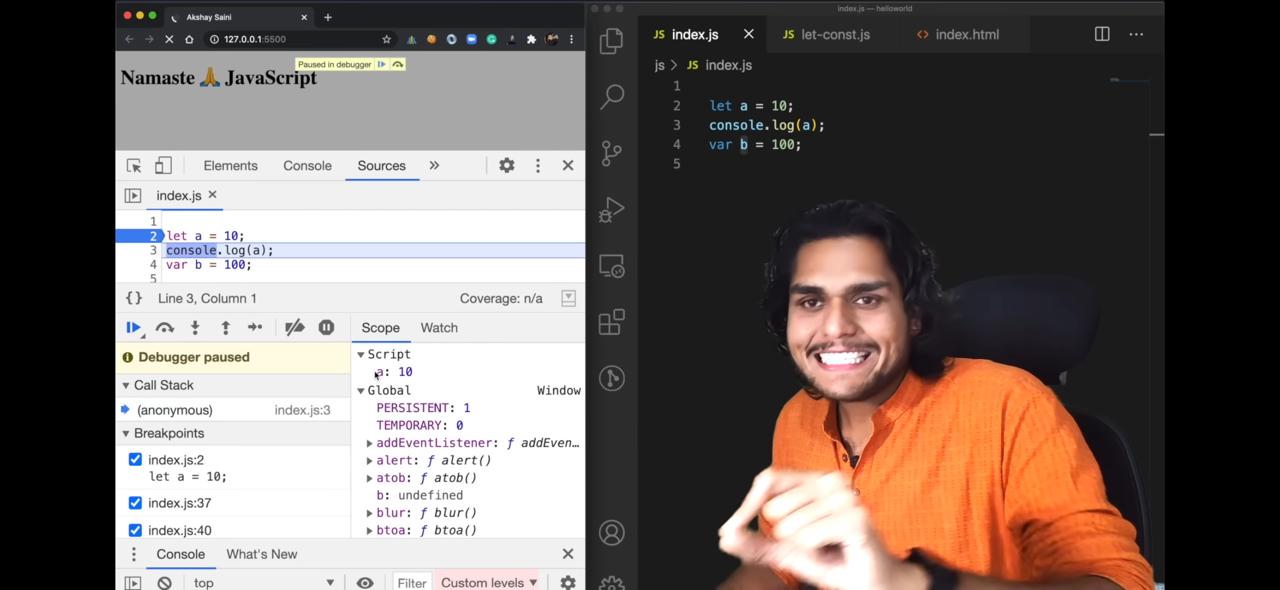 Akshay Saini
127.0.0.1:5500
Paused in debugger
Namaste 🙏 JavaScript
Elements Console Sources
index.js
1
2 let a = 10;
3 console.log(a);
4 var b = 100;
5
{} Line 3, Column 1 Coverage: n/a
Debugger paused
Call Stack
(anonymous) index.js:3
Breakpoints
index.js:2
let a = 10;
index.js:37
index.js:40
Scope Watch
Script
a: 10
Global Window
PERSISTENT: 1
TEMPORARY: 0
addEventListener: ƒ addEven…
alert: ƒ alert()
atob: ƒ atob()
b: undefined
blur: ƒ blur()
btoa: ƒ btoa()
Console What's New
top Filter Custom levels
index.js — helloworld
JS index.js JS let-const.js <> index.html
js > JS index.js
1
2 let a = 10;
3 console.log(a);
4 var b = 100;
5